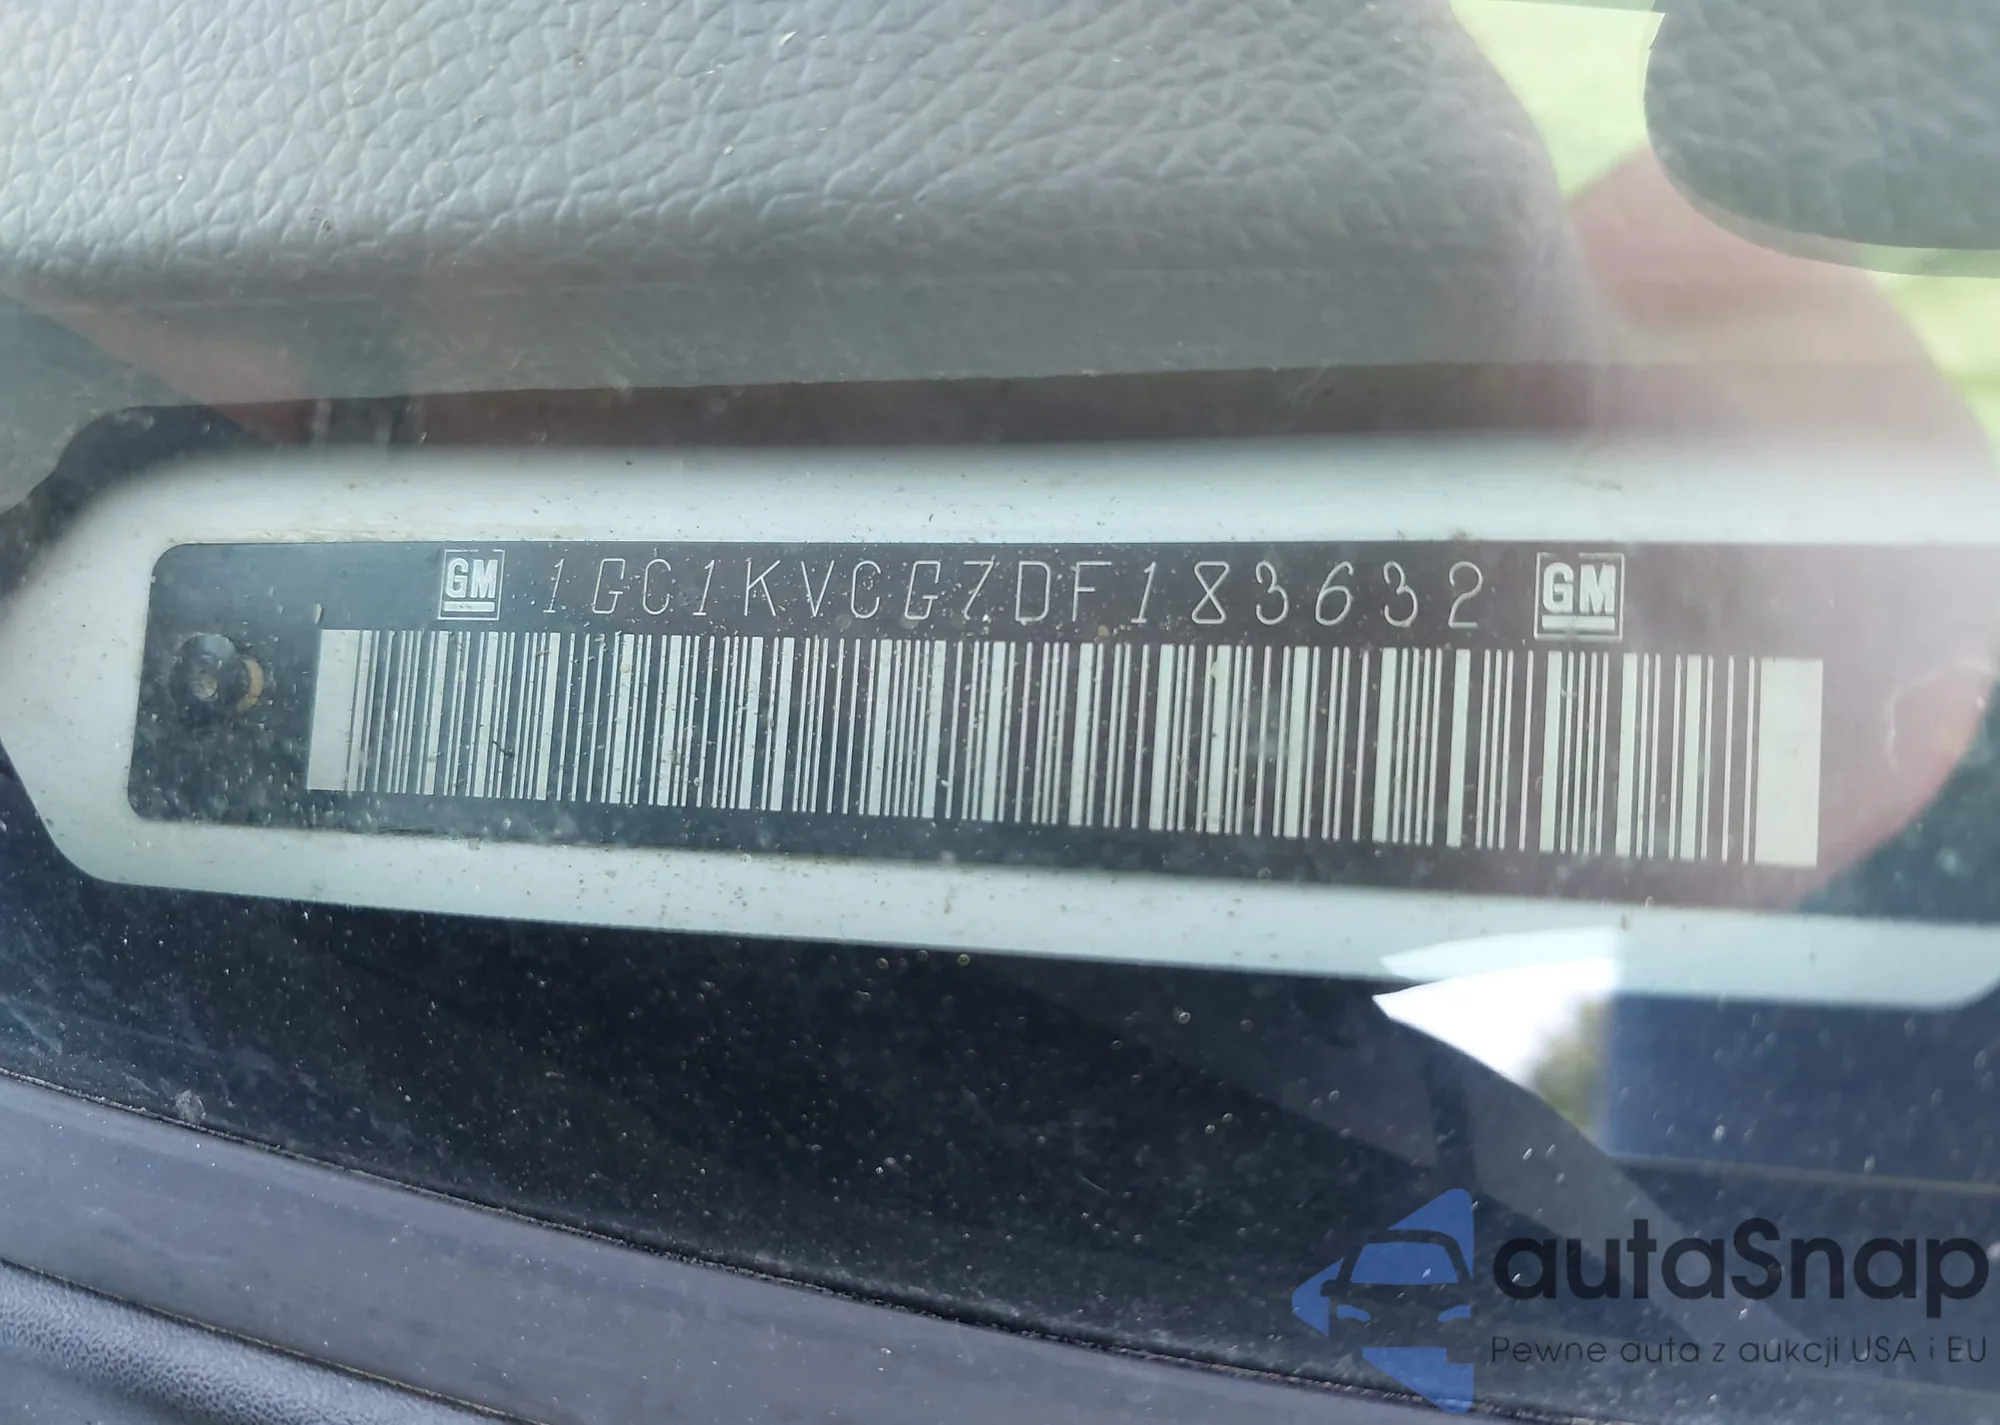 GM 1GC1KVCG7DF183632 GM
autaSnap
Pewne auta z aukcji USA i EU